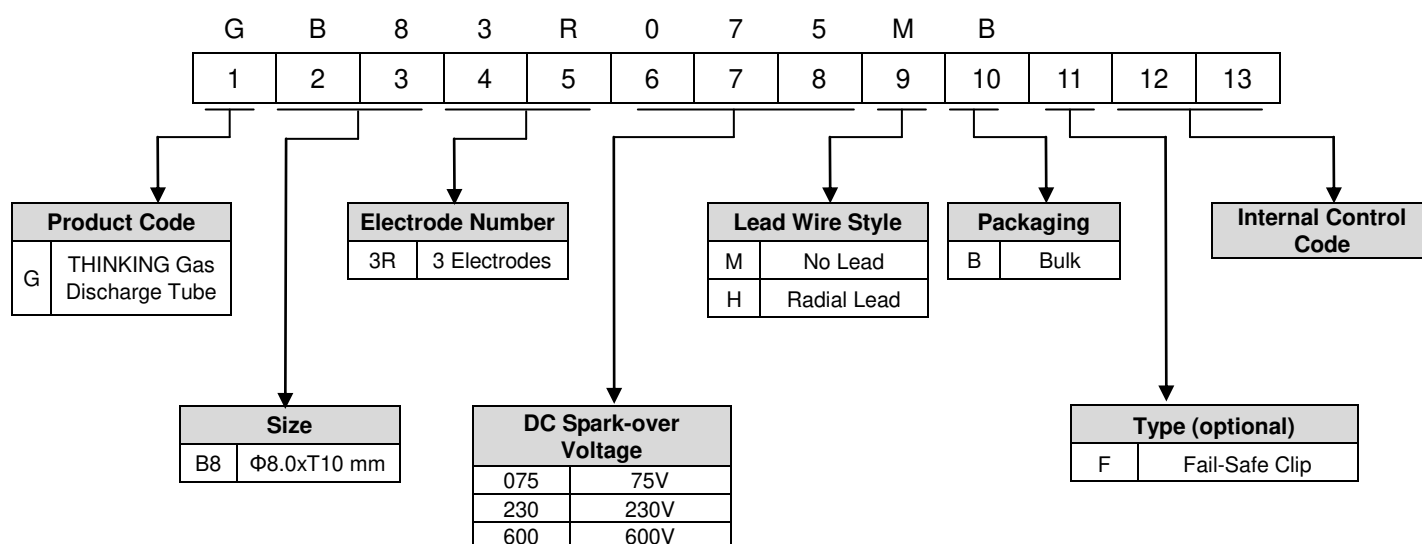 G B 8 3 R 0 7 5 M B
1 2 3 4 5 6 7 8 9 10 11 12 13
Product Code
G THINKING Gas
Discharge Tube
Electrode Number
3R 3 Electrodes
Lead Wire Style
M No Lead
H Radial Lead
Packaging
B Bulk
Internal Control
Code
Size
B8 Φ8.0xT10 mm
DC Spark-over
Voltage
075 75V
230 230V
600 600V
Type (optional)
F Fail-Safe Clip